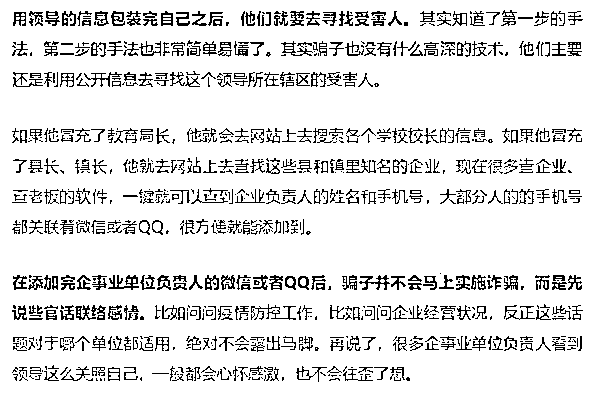 用领导的信息包装完自己之后，他们就要去寻找受害人。其实知道了第一步的手
法，第二步的手法也非常简单易懂了。其实骗子也没有什么高深的技术，他们主要
还是利用公开信息去寻找这个领导所在辖区的受害人。
如果他冒充了教育局长，他就会去网站上去搜索各个学校校长的信息。如果他冒充
了县长、镇长，他就去网站上去查找这些县和镇里知名的企业，现在很多查企业、
查老板的软件，一键就可以查到企业负责人的姓名和手机号，大部分人的的手机号
都关联着微信或者QQ，很方便就能添加到。
在添加完企事业单位负责人的微信或者QQ后，骗子并不会马上实施诈骗，而是先
说些官话联络感情。比如问问疫情防控工作，比如问问企业经营状况，反正这些话
题对于哪个单位都适用，绝对不会露出马脚。再说了，很多企事业单位负责人看到
领导这么关照自己，一般都会心怀感激，也不会往歪了想。